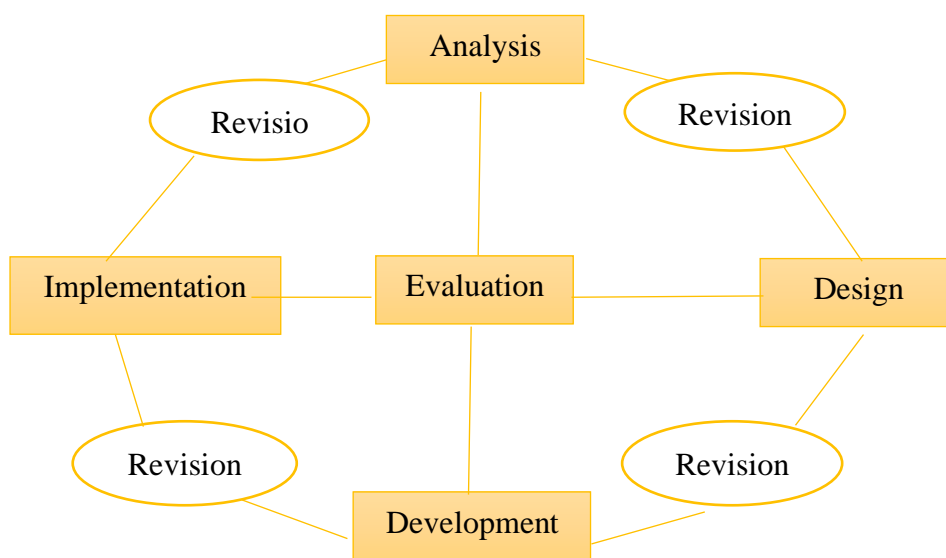 Analysis
Revisio
Revision
Implementation
Evaluation
Design
Revision
Revision
Development